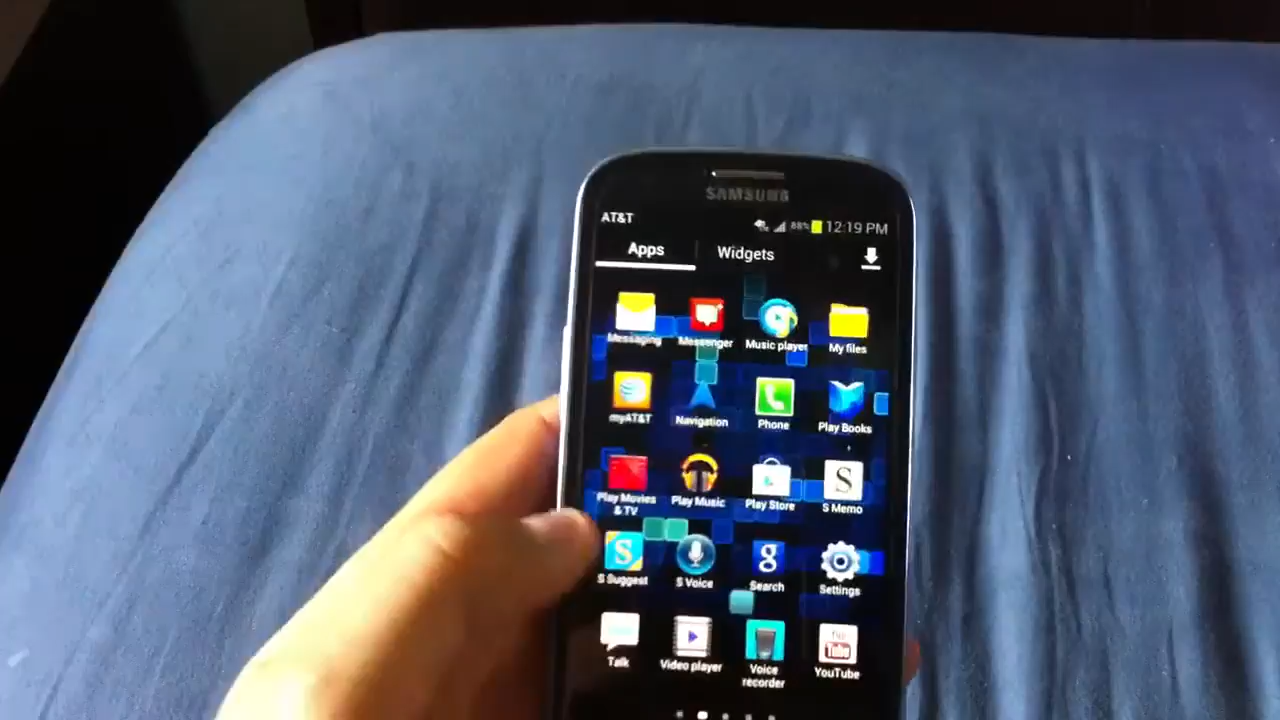 SAMSUNG
AT&T
88% 12:19 PM
Apps Widgets
Messaging Messenger Music player My files
myAT&T Navigation Phone Play Books
Play Movies
& TV Play Music Play Store S Memo
S Suggest S Voice Search Settings
Talk Video player Voice
recorder YouTube